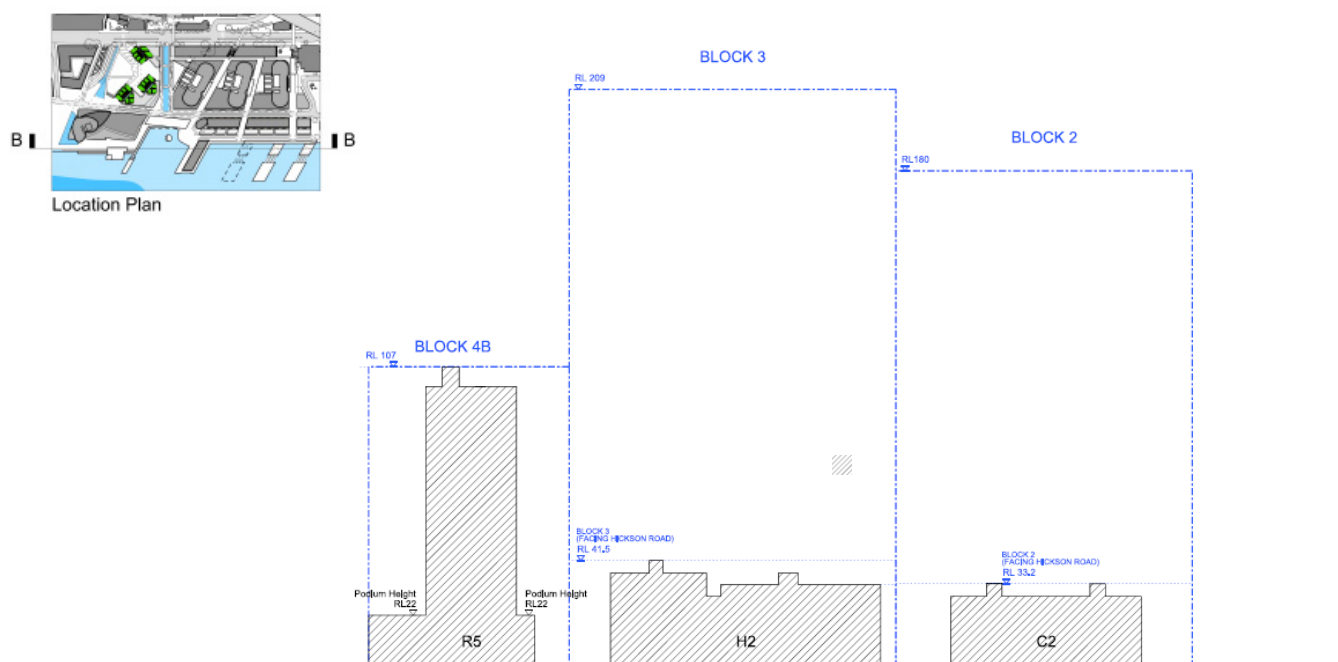 BLOCK 3
RL 209
B
B
BLOCK 2
RL180
Location Plan
BLOCK 4B
RL 107
BLOCK 3
(FACING HICKSON ROAD)
RL 41.5
BLOCK 2
(FACING HICKSON ROAD)
RL 33.2
Podium Height
RL22
Podium Height
RL22
R5
H2
C2